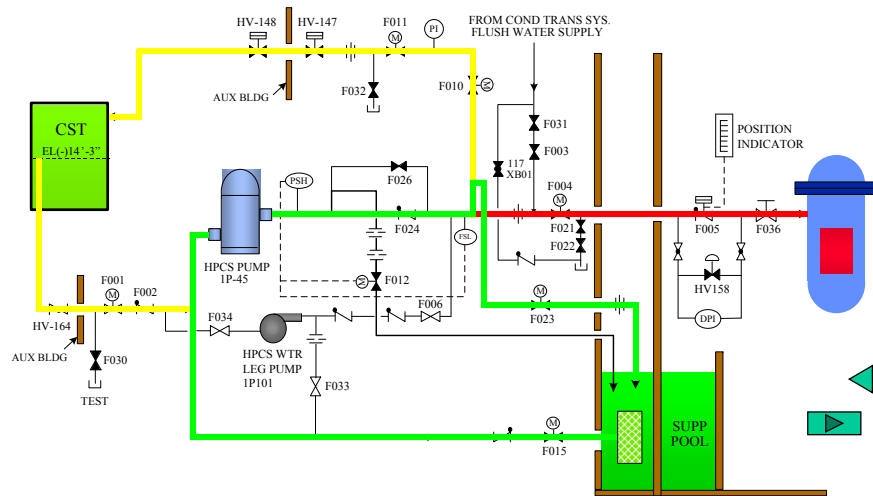 HV-148
HV-147
F011
PI
FROM COND TRANS SYS.
FLUSH WATER SUPPLY
M
AUX BLDG
F032
F010
M
CST
EL(-)14'-3"
F031
F003
117
XB01
POSITION
INDICATOR
PSH
F026
F004
M
F024
FSL
F021
F022
F005
F036
HPCS PUMP
1P-45
M
F012
HV158
F001
M
F002
F006
M
F023
DPI
HV-164
F034
AUX BLDG
F030
HPCS WTR
LEG PUMP
1P101
F033
TEST
M
F015
SUPP
POOL